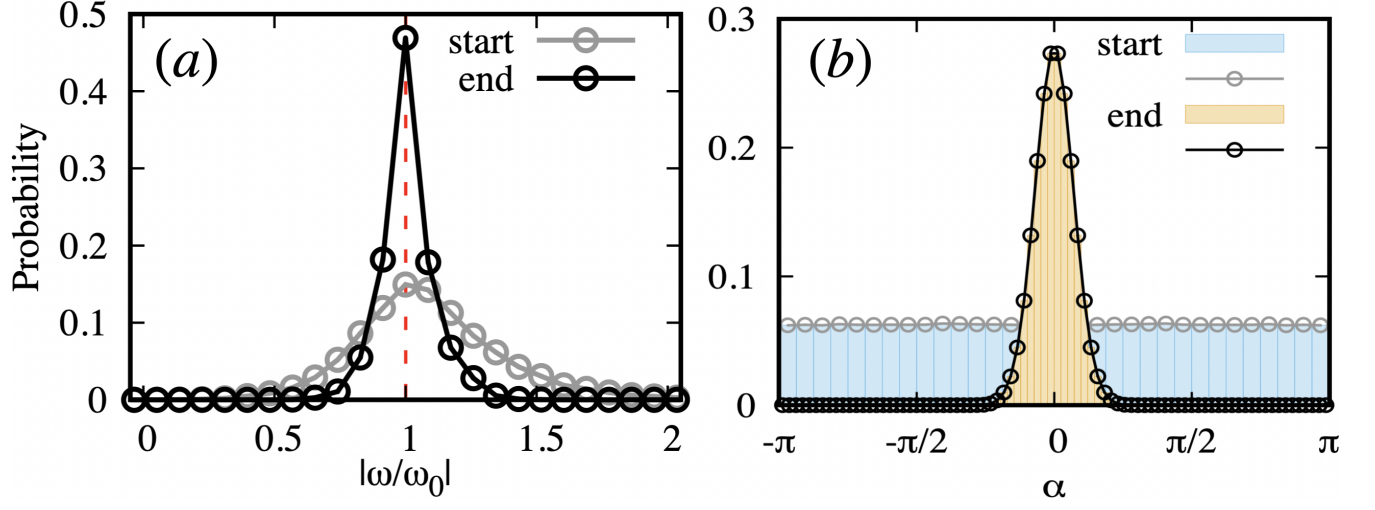 (a)
start
end
Probability
0.5
0.4
0.3
0.2
0.1
0
0
0.5
1
1.5
2
|ω/ω₀|
(b)
start
end
0.3
0.2
0.1
0
-π
-π/2
0
π/2
π
α